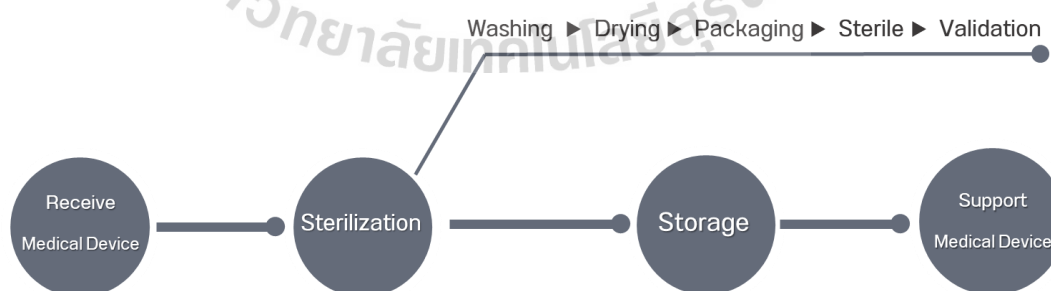 Washing ▶ Drying ▶ Packaging ▶ Sterile ▶ Validation
Receive
Medical Device
Sterilization
Storage
Support
Medical Device